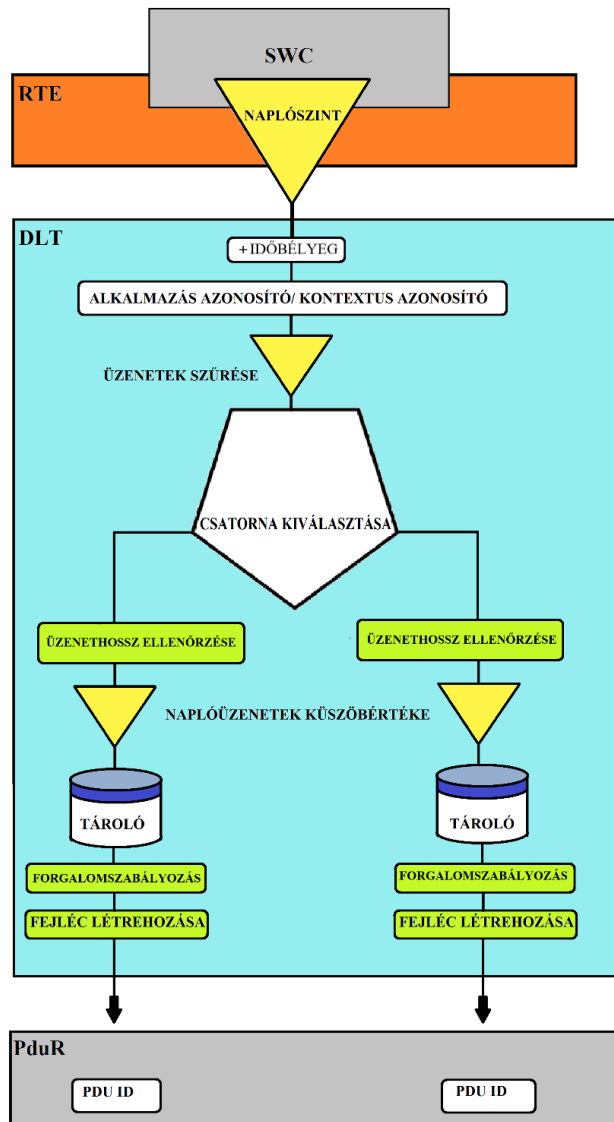 SWC
RTE
NAPLÓSZINT
DLT
+IDŐBÉLYEG
ALKALMAZÁS AZONOSÍTÓ/ KONTEXTUS AZONOSÍTÓ
ÜZENETEK SZŰRÉSE
CSATORNA KIVÁLASZTÁSA
ÜZENETHOSSZ ELLENŐRZÉSE
ÜZENETHOSSZ ELLENŐRZÉSE
NAPLÓÜZENETEK KÜSZÖBÉRTÉKE
TÁROLÓ
TÁROLÓ
FORGALOMSZABÁLYOZÁS
FORGALOMSZABÁLYOZÁS
FEJLÉC LÉTREHOZÁSA
FEJLÉC LÉTREHOZÁSA
PduR
PDU ID
PDU ID